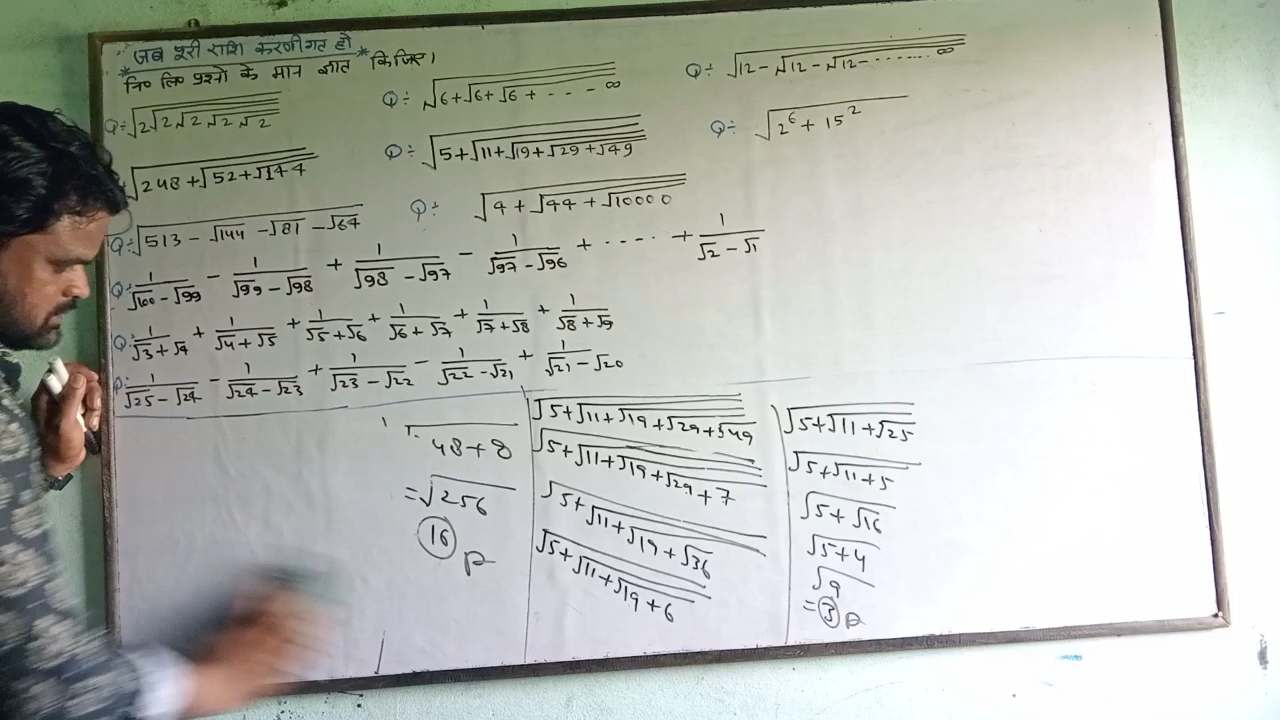 जब पूरी राशि करणीगत हो
* नि० लि० प्रश्नो के मान ज्ञात * किजिए।
Q÷ √2√2√2√2√2
Q÷ √6+√6+√6+---∞
Q÷ √12-√12-√12-........∞
√248+√52+√144
Q÷ √5+√11+√19+√29+√49
Q÷ √2⁶+15²
Q÷ √513-√144-√81-√64
Q÷ √4+√44+√10000
Q÷ 1/(√100-√99) - 1/(√99-√98) + 1/(√98-√97) - 1/(√97-√96) + ---- + 1/(√2-√1)
Q÷ 1/(√3+√4) + 1/(√4+√5) + 1/(√5+√6) + 1/(√6+√7) + 1/(√7+√8) + 1/(√8+√9)
Q÷ 1/(√25-√24) - 1/(√24-√23) + 1/(√23-√22) - 1/(√22-√21) + 1/(√21-√20)
48+8
=√256
16
√5+√11+√19+√29+√49
√5+√11+√19+√29+7
√5+√11+√19+√36
√5+√11+√19+6
√5+√11+√25
√5+√11+5
√5+√16
√5+4
√9
=3